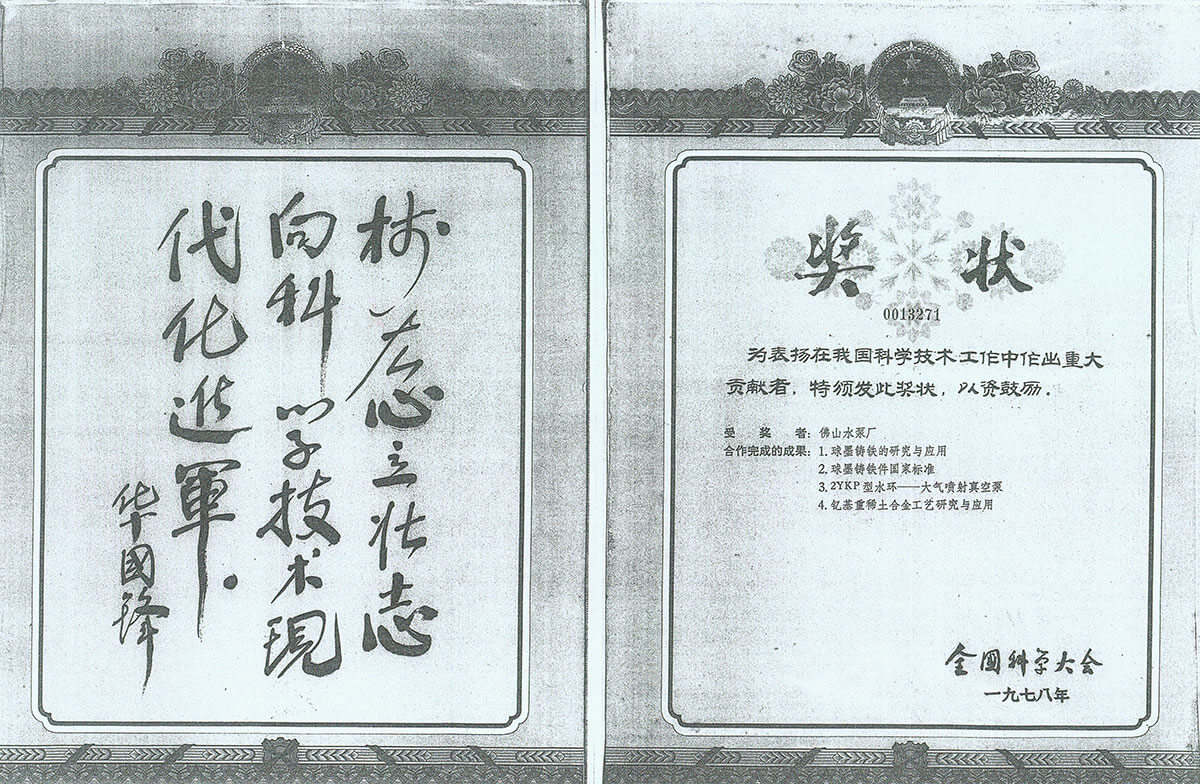 树雄心立壮志
向科学技术現
代化進軍.
华國锋
奖状
0013271
为表扬在我国科学技术工作中作出重大
贡献者，特颁发此奖状，以资鼓励．
受奖者：佛山水泵厂
合作完成的成果：1. 球墨铸铁的研究与应用
2. 球墨铸铁件国家标准
3. 2YKP型水环——大气喷射真空泵
4. 钇基重稀土合金工艺研究与应用
全國科学大会
一九七八年